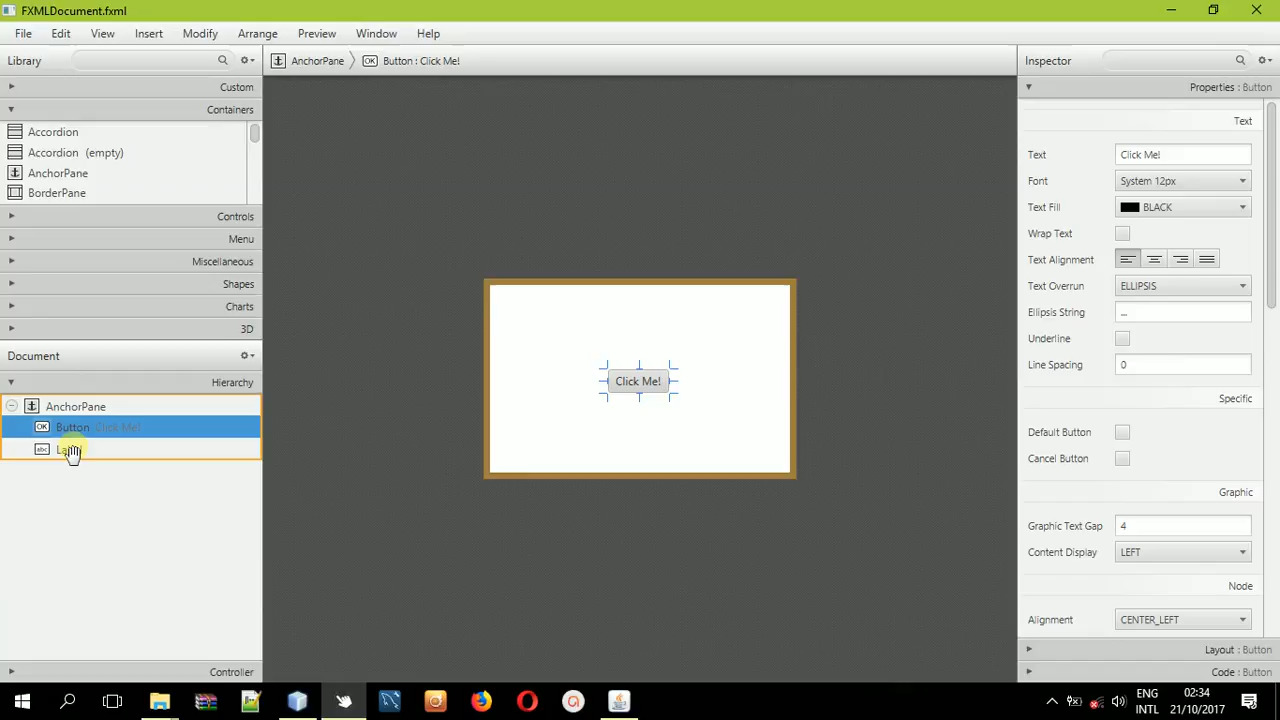 FXMLDocument.fxml
File Edit View Insert Modify Arrange Preview Window Help
Library
AnchorPane
Button : Click Me!
Inspector
Custom
Containers
Accordion
Accordion (empty)
AnchorPane
BorderPane
Controls
Menu
Miscellaneous
Shapes
Charts
3D
Document
Hierarchy
AnchorPane
OK Button Click Me!
abc
Controller
Click Me!
Properties : Button
Text
Text Click Me!
Font System 12px
Text Fill BLACK
Wrap Text
Text Alignment
Text Overrun ELLIPSIS
Ellipsis String ...
Underline
Line Spacing 0
Specific
Default Button
Cancel Button
Graphic
Graphic Text Gap 4
Content Display LEFT
Node
Alignment CENTER_LEFT
Layout : Button
Code : Button
ENG 02:34
INTL 21/10/2017